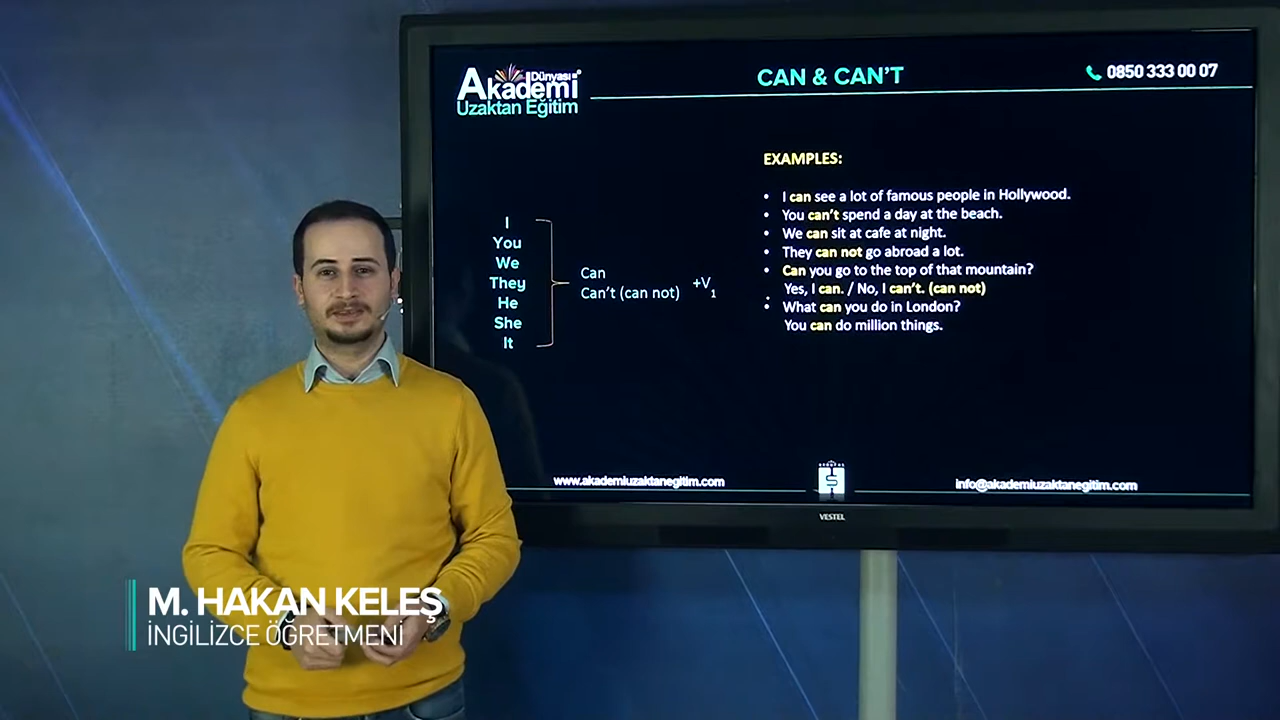 Dünyası
Akademi
Uzaktan Eğitim
CAN & CAN'T
0850 333 00 07
I
You
We
They
He
She
It
Can
Can't (can not)
+V1
EXAMPLES:
• I can see a lot of famous people in Hollywood.
• You can't spend a day at the beach.
• We can sit at cafe at night.
• They can not go abroad a lot.
• Can you go to the top of that mountain?
Yes, I can. / No, I can't. (can not)
• What can you do in London?
You can do million things.
www.akademiuzaktanegitim.com
info@akademiuzaktanegitim.com
VESTEL
M. HAKAN KELEŞ
İNGİLİZCE ÖĞRETMENİ